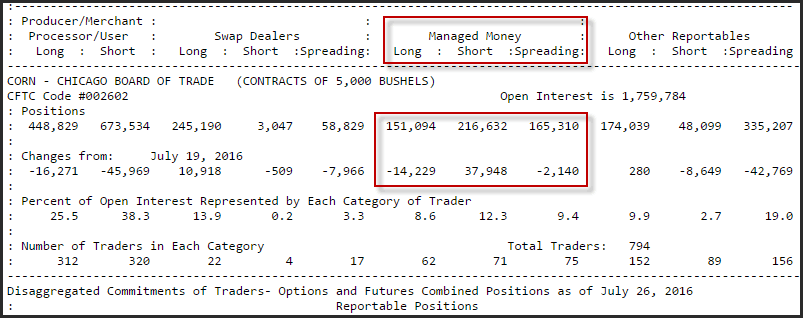 : Producer/Merchant : : :
: Processor/User : Swap Dealers : Managed Money : Other Reportables
: Long : Short : Long : Short :Spreading: Long : Short :Spreading: Long : Short :Spreading
CORN - CHICAGO BOARD OF TRADE (CONTRACTS OF 5,000 BUSHELS)
CFTC Code #002602 Open Interest is 1,759,784
: Positions
: 448,829 673,534 245,190 3,047 58,829 151,094 216,632 165,310 174,039 48,099 335,207
:
: Changes from: July 19, 2016
: -16,271 -45,969 10,918 -509 -7,966 -14,229 37,948 -2,140 280 -8,649 -42,769
:
: Percent of Open Interest Represented by Each Category of Trader
: 25.5 38.3 13.9 0.2 3.3 8.6 12.3 9.4 9.9 2.7 19.0
:
: Number of Traders in Each Category Total Traders: 794
: 312 320 22 4 17 62 71 75 152 89 156
Disaggregated Commitments of Traders- Options and Futures Combined Positions as of July 26, 2016
: Reportable Positions